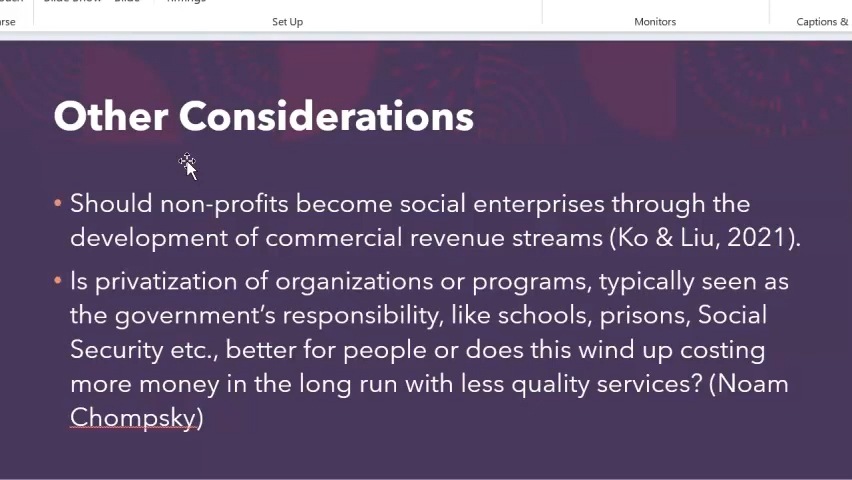 Set Up
Monitors
Captions &
Other Considerations
• Should non-profits become social enterprises through the
development of commercial revenue streams (Ko & Liu, 2021).
• Is privatization of organizations or programs, typically seen as
the government's responsibility, like schools, prisons, Social
Security etc., better for people or does this wind up costing
more money in the long run with less quality services? (Noam
Chompsky)